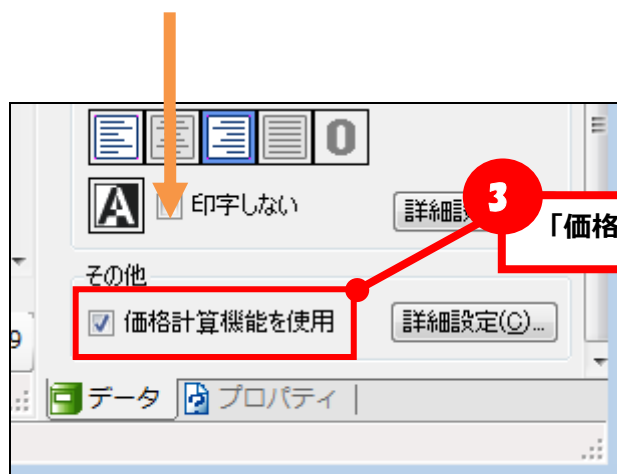 0
A 印字しない 詳細設
3
「価格
その他
価格計算機能を使用 詳細設定(C)...
9
データ プロパティ